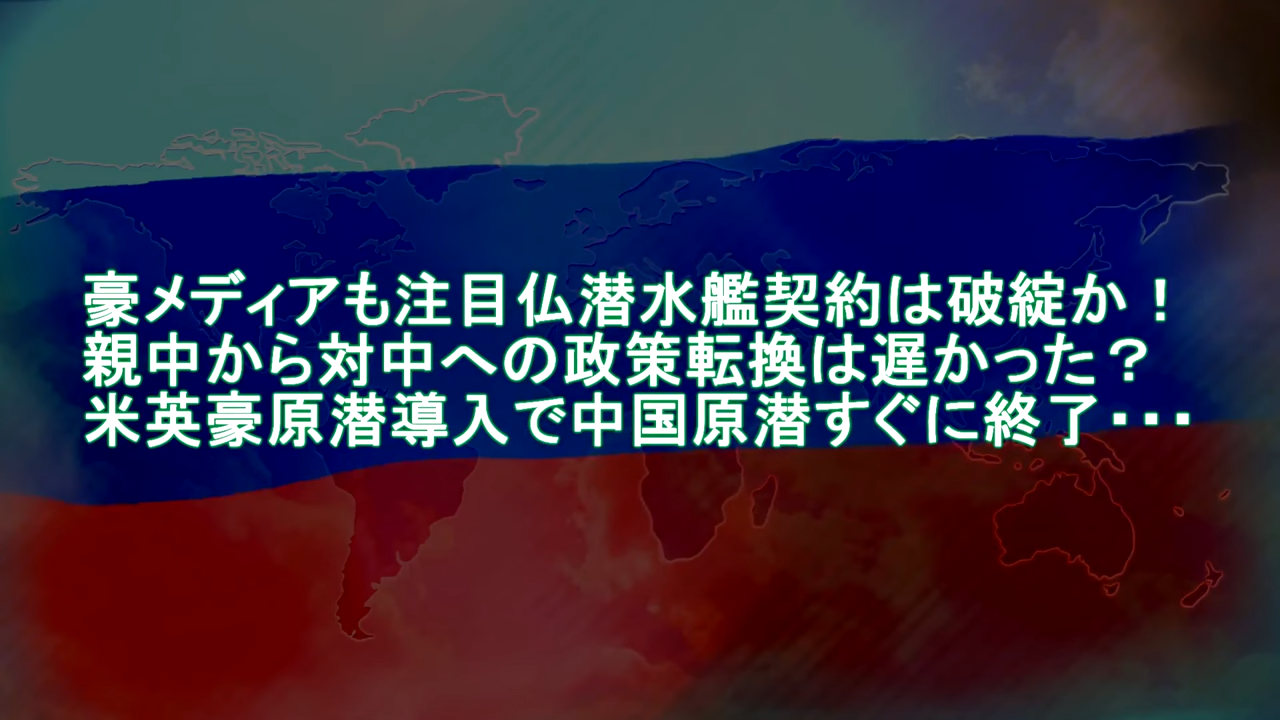 豪メディアも注目仏潜水艦契約は破綻か！
親中から対中への政策転換は遅かった？
米英豪原潜導入で中国原潜すぐに終了・・・